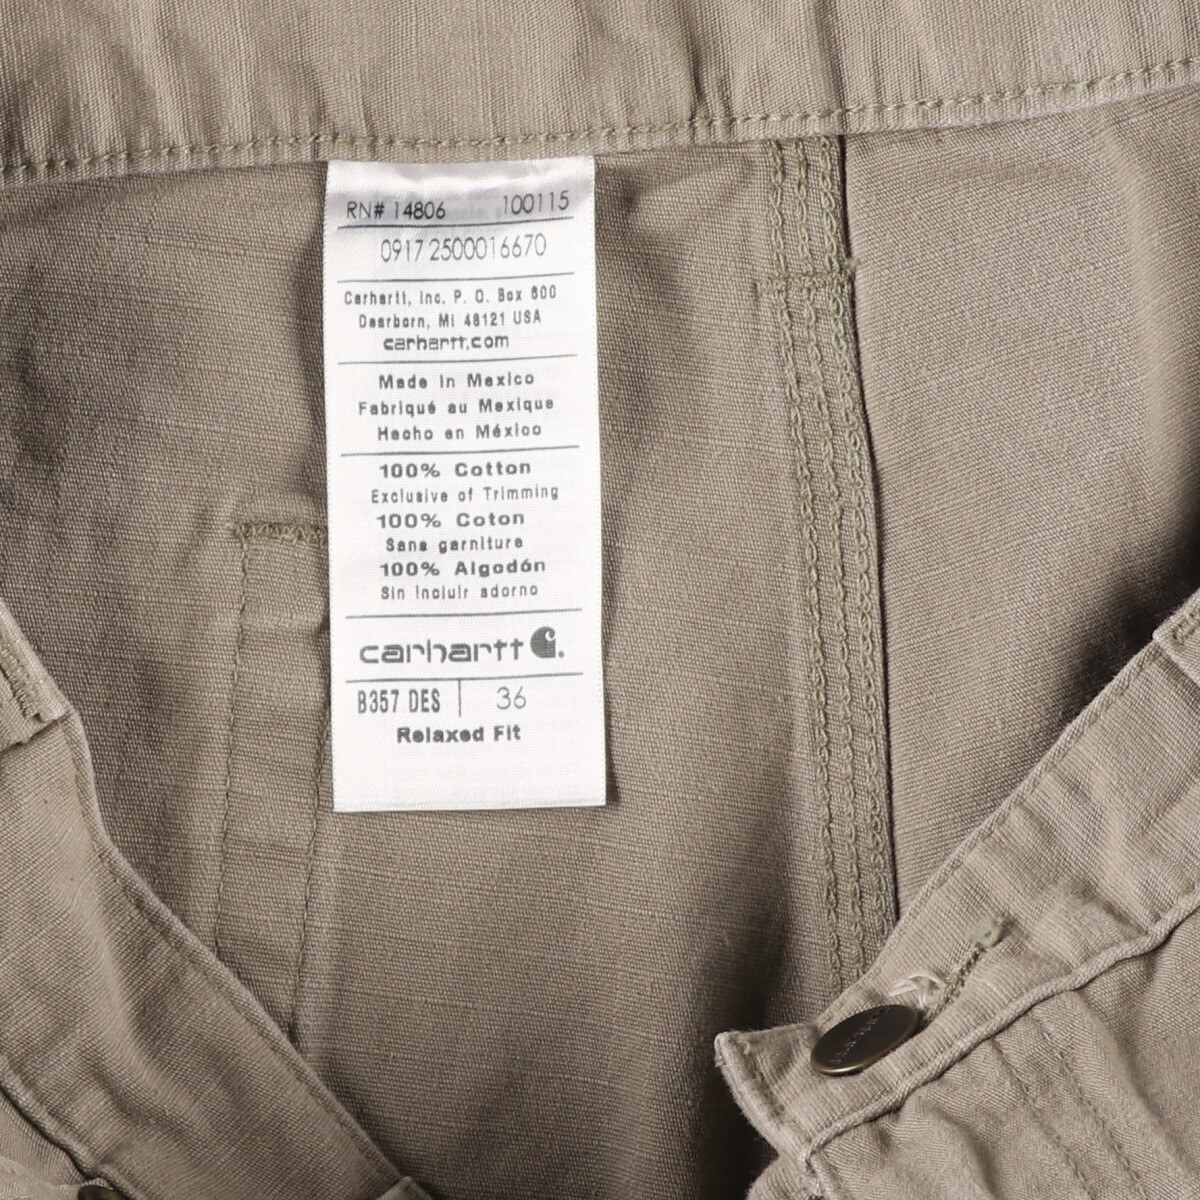 RN# 14806 100115
0917 2500016670
Carhartt, Inc. P. O. Box 600
Dearborn, MI 48121 USA
carhartt.com
Made in Mexico
Fabriqué au Mexique
Hecho en México
100% Cotton
Exclusive of Trimming
100% Coton
Sans garniture
100% Algodón
Sin incluir adorno
carhartt
B357 DES | 36
Relaxed Fit